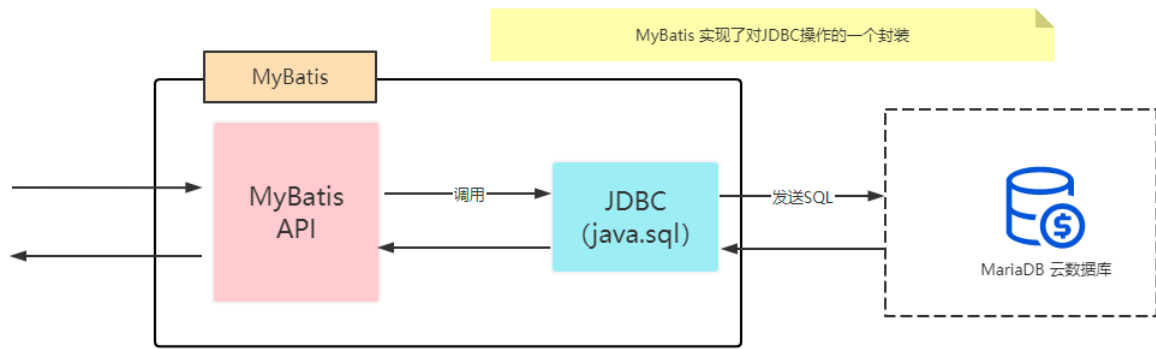 MyBatis 实现了对JDBC操作的一个封装
MyBatis
MyBatis
API
调用
JDBC
（java.sql）
发送SQL
MariaDB 云数据库